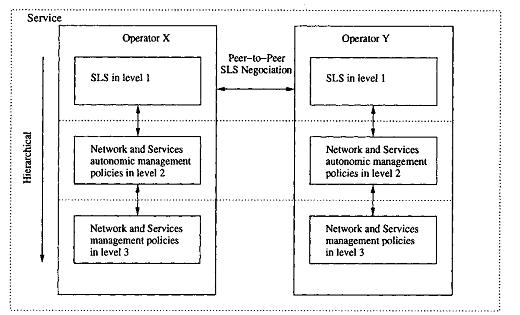 Service
Operator X
Operator Y
Peer-to-Peer
SLS Negociation
SLS in level 1
SLS in level 1
Hierarchical
Network and Services
autonomic management
policies in level 2
Network and Services
autonomic management
policies in level 2
Network and Services
management policies
in level 3
Network and Services
management policies
in level 3